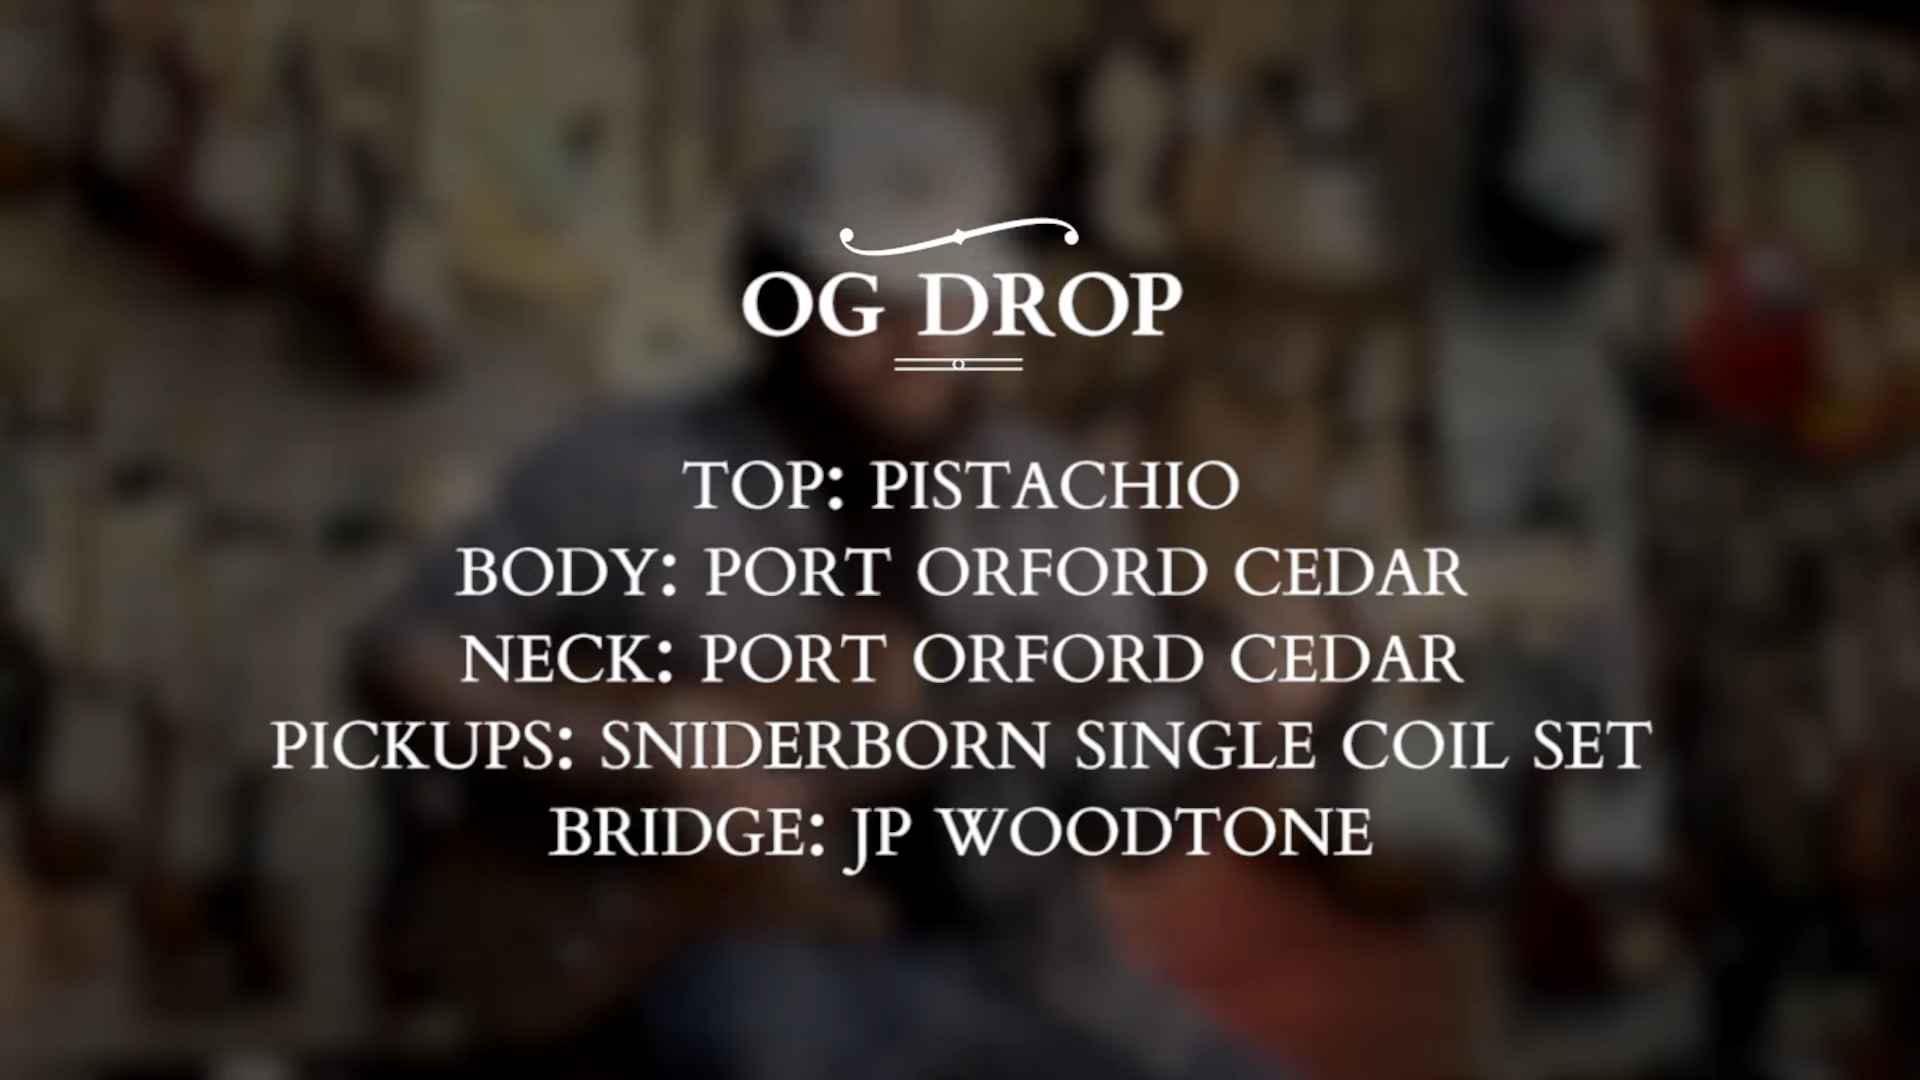 OG DROP
TOP: PISTACHIO
BODY: PORT ORFORD CEDAR
NECK: PORT ORFORD CEDAR
PICKUPS: SNIDERBORN SINGLE COIL SET
BRIDGE: JP WOODTONE